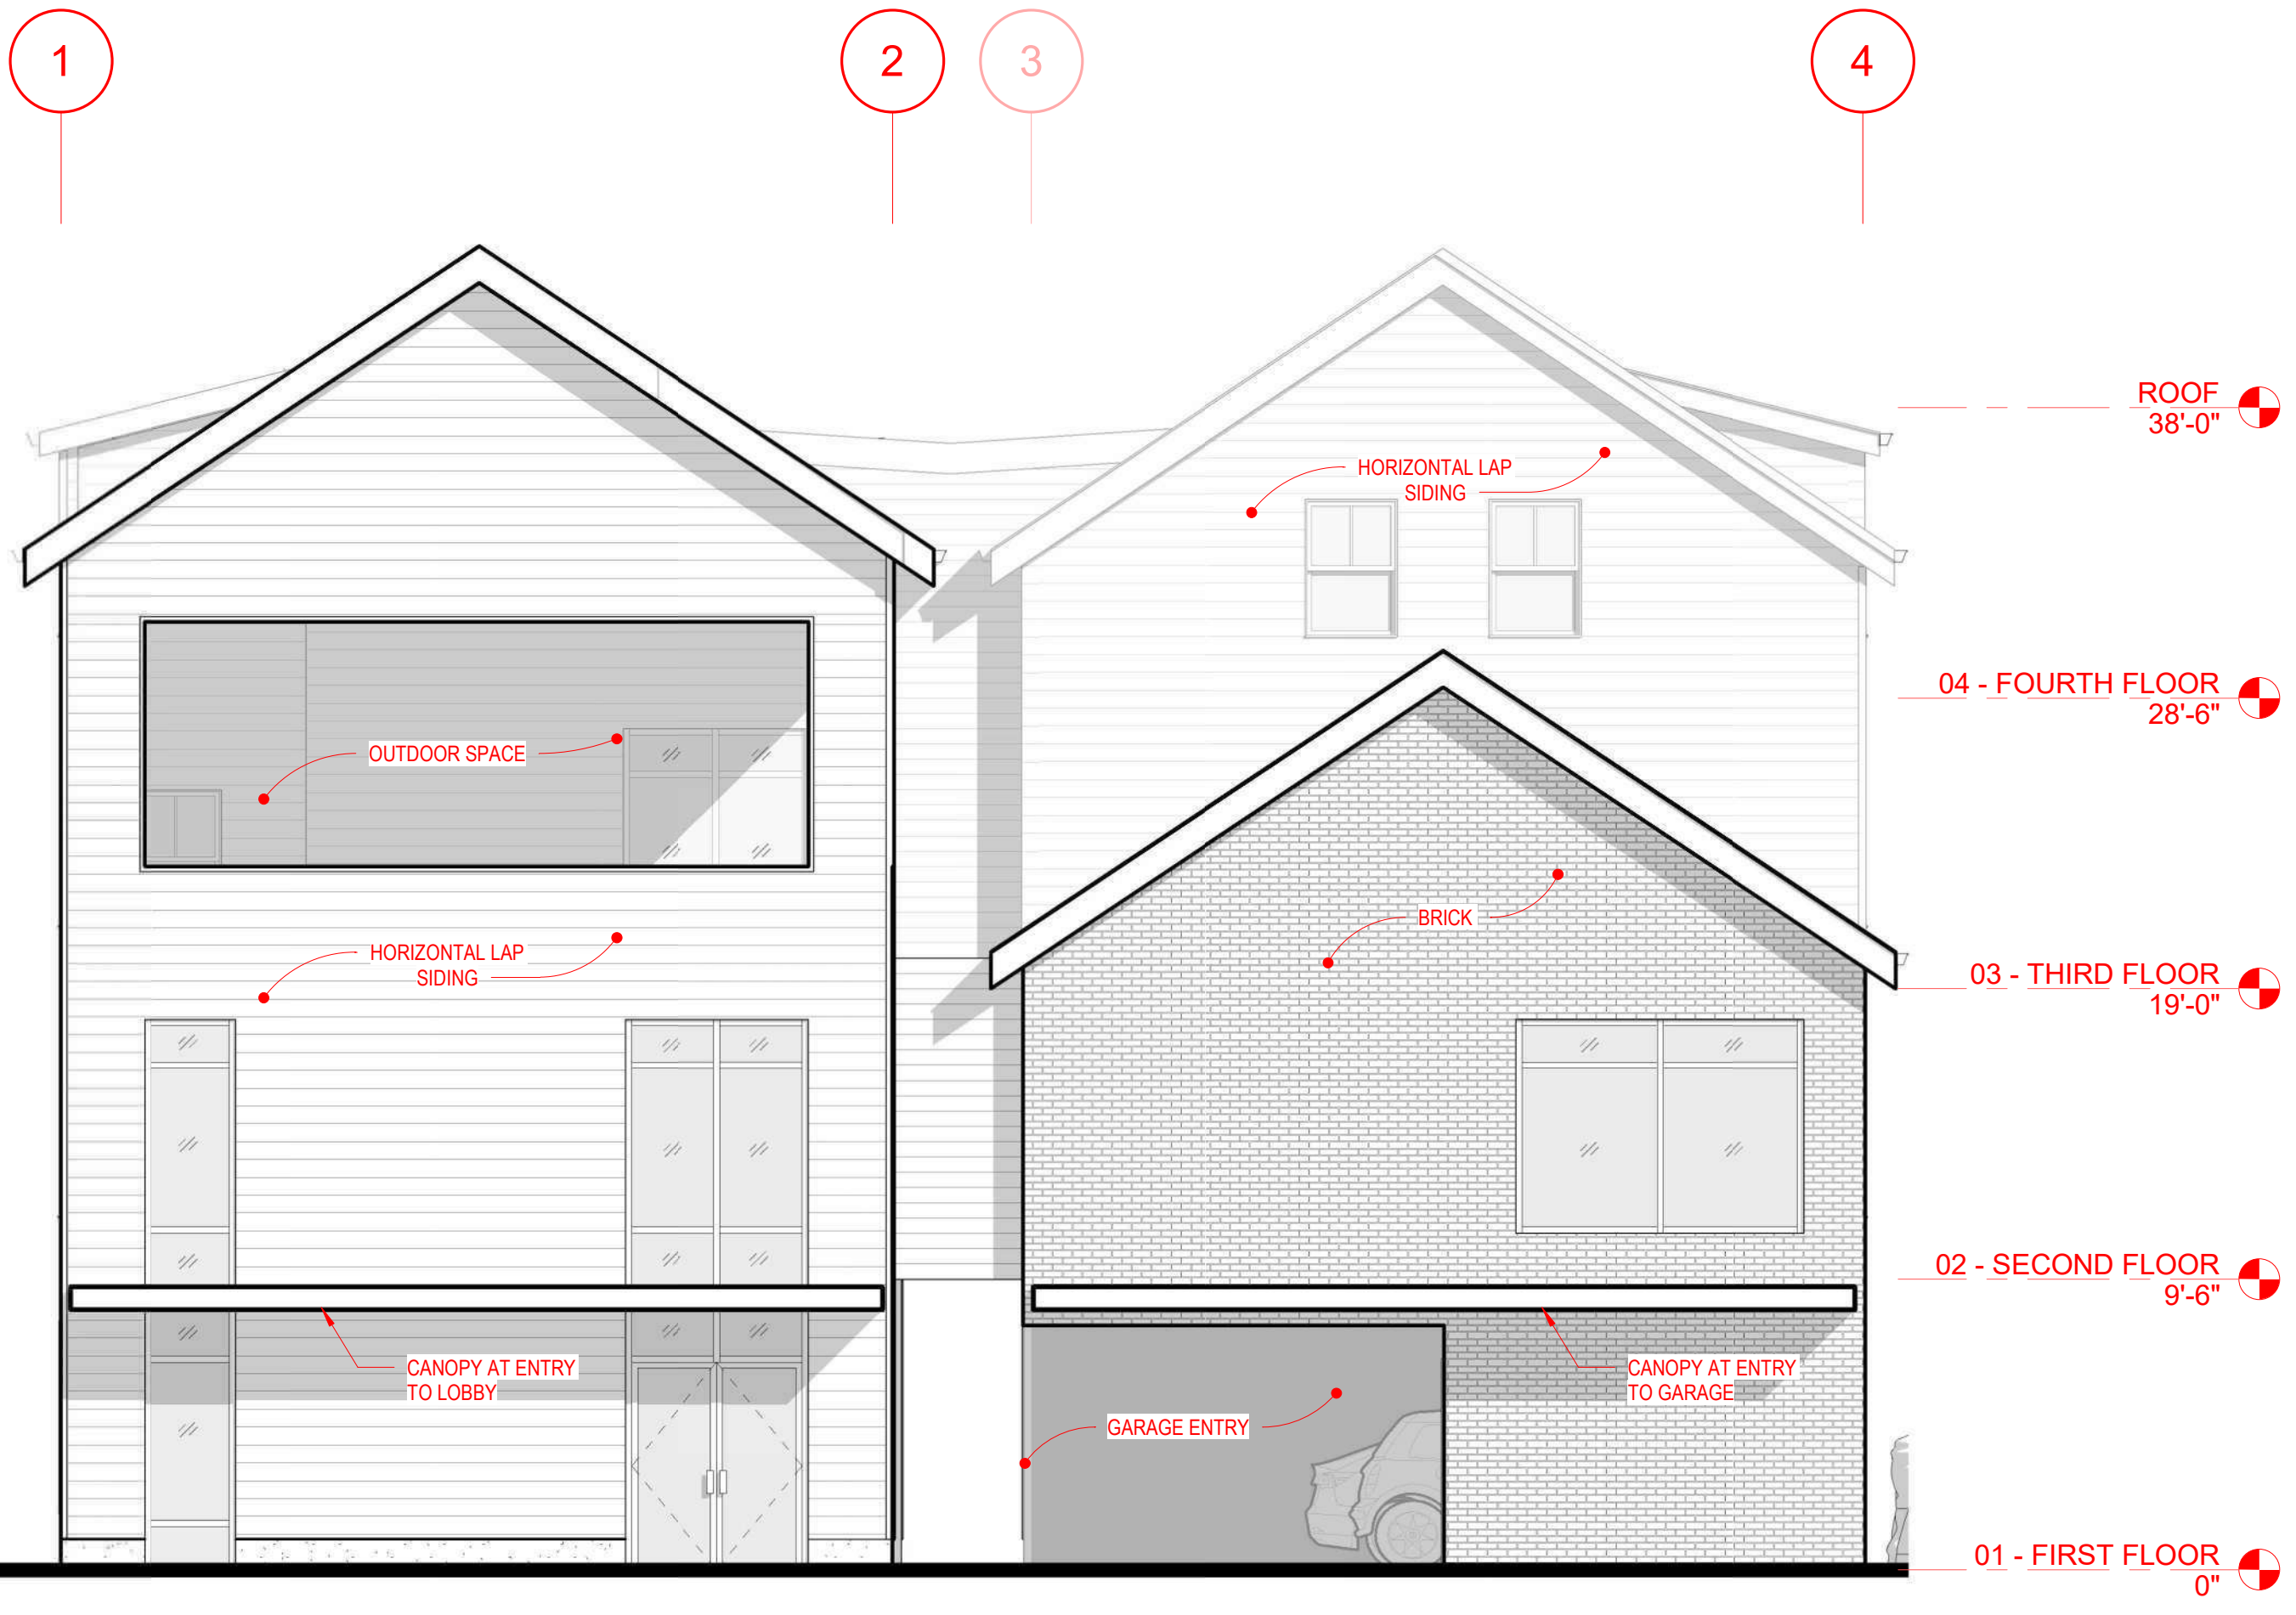 1
2
3
4
ROOF
38'-0"
HORIZONTAL LAP
SIDING
04 - FOURTH FLOOR
28'-6"
OUTDOOR SPACE
BRICK
HORIZONTAL LAP
SIDING
03 - THIRD FLOOR
19'-0"
02 - SECOND FLOOR
9'-6"
CANOPY AT ENTRY
TO LOBBY
CANOPY AT ENTRY
TO GARAGE
GARAGE ENTRY
01 - FIRST FLOOR
0"